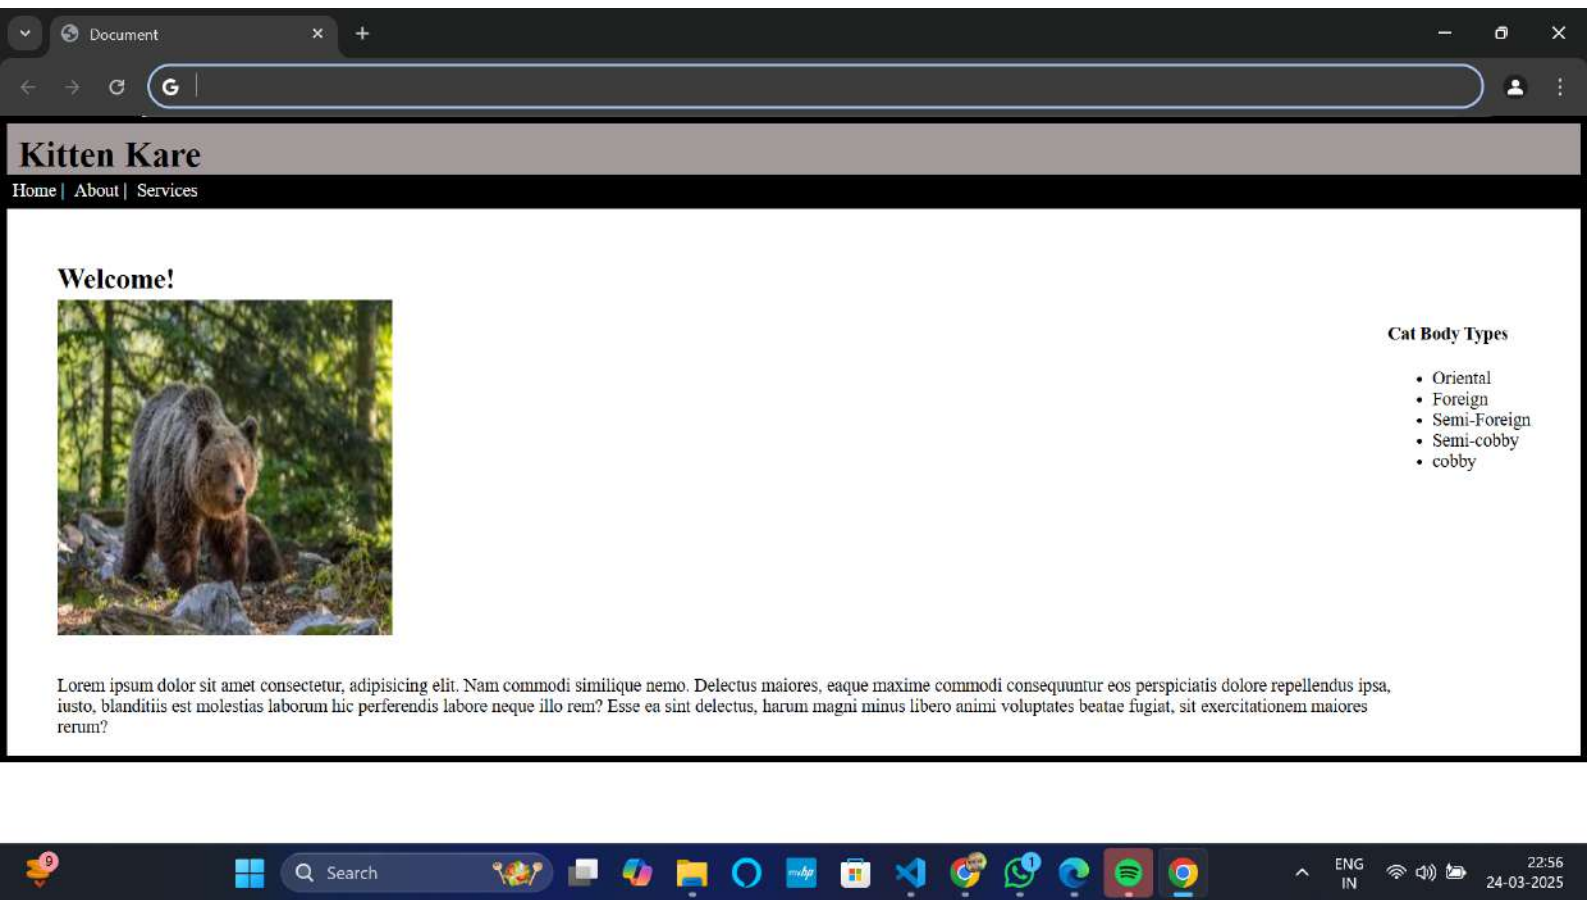 Document
G
Kitten Kare
Home | About | Services
Welcome!
Cat Body Types
• Oriental
• Foreign
• Semi-Foreign
• Semi-cobby
• cobby
Lorem ipsum dolor sit amet consectetur, adipisicing elit. Nam commodi similique nemo. Delectus maiores, eaque maxime commodi consequuntur eos perspiciatis dolore repellendus ipsa,
iusto, blanditiis est molestias laborum hic perferendis labore neque illo rem? Esse ea sint delectus, harum magni minus libero animi voluptates beatae fugiat, sit exercitationem maiores
rerum?
9
Search
myhp
1
ENG
IN
22:56
24-03-2025